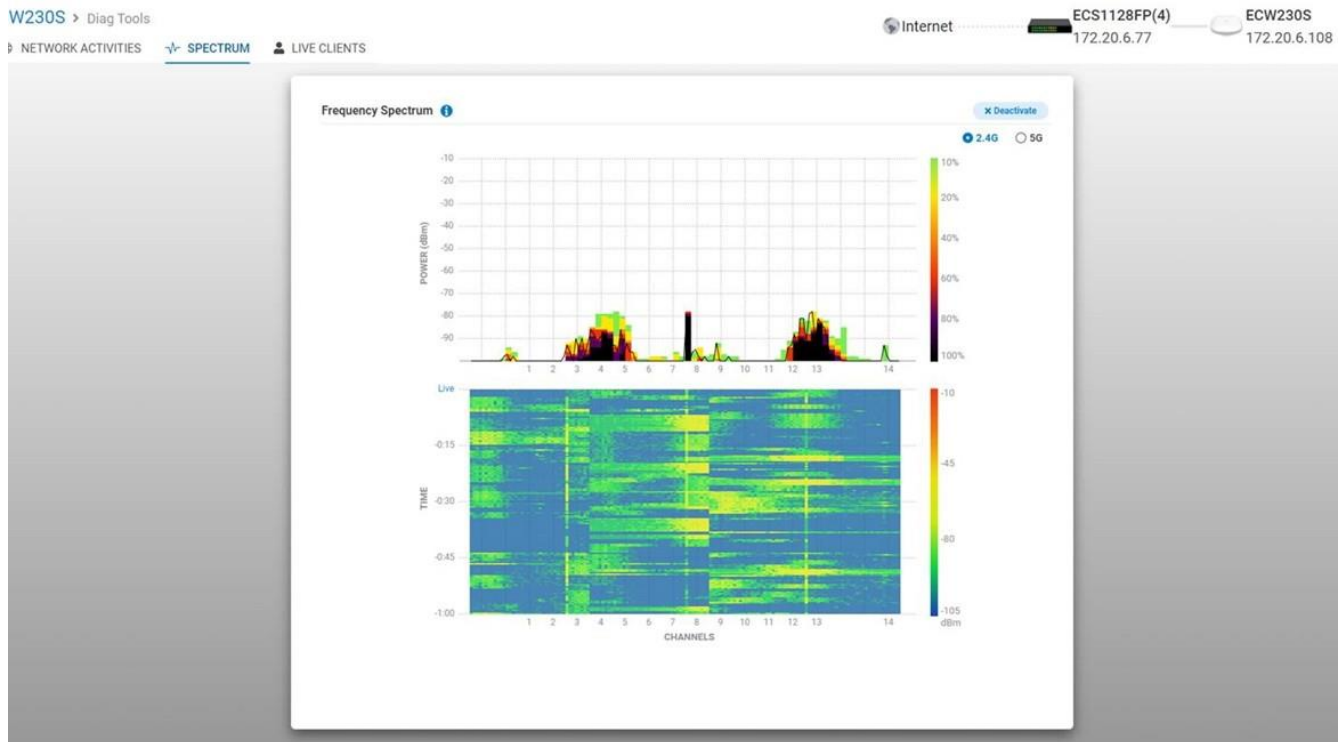 W230S > Diag Tools
Internet
ECS1128FP(4)
172.20.6.77
ECW230S
172.20.6.108
NETWORK ACTIVITIES
SPECTRUM
LIVE CLIENTS
Frequency Spectrum
× Deactivate
2.4G
5G
POWER (dBm)
-10
-20
-30
-40
-50
-60
-70
-80
-90
10%
20%
40%
60%
80%
100%
1 2 3 4 5 6 7 8 9 10 11 12 13 14
TIME
Live
-0:15
-0:30
-0:45
-1:00
-10
-45
-80
-105
dBm
1 2 3 4 5 6 7 8 9 10 11 12 13 14
CHANNELS